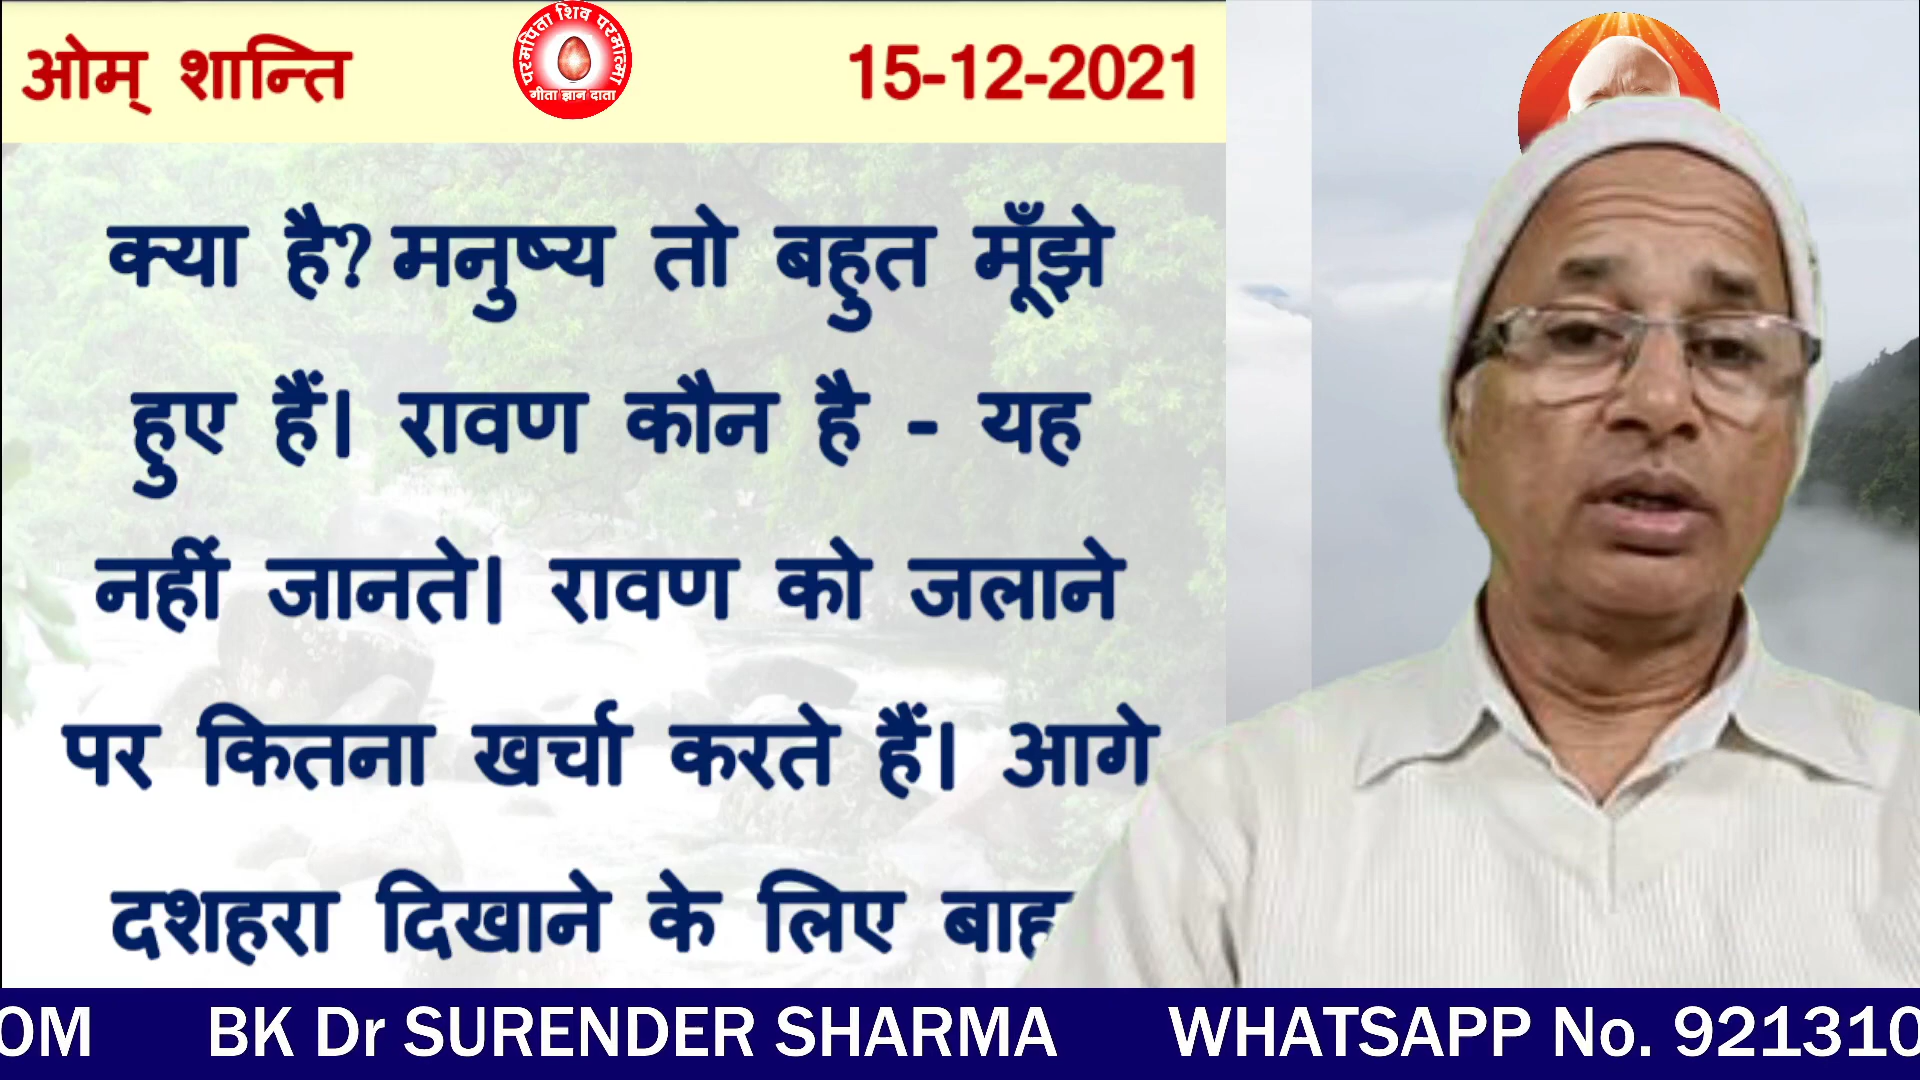 ओम् शान्ति
परमपिता शिव परमात्मा
गीता ज्ञान दाता
15-12-2021
क्या है? मनुष्य तो बहुत मूँझे
हुए हैं। रावण कौन है - यह
नहीं जानते। रावण को जलाने
पर कितना खर्चा करते हैं। आगे
दशहरा दिखाने के लिए
OM BK Dr SURENDER SHARMA WHATSAPP No. 921310